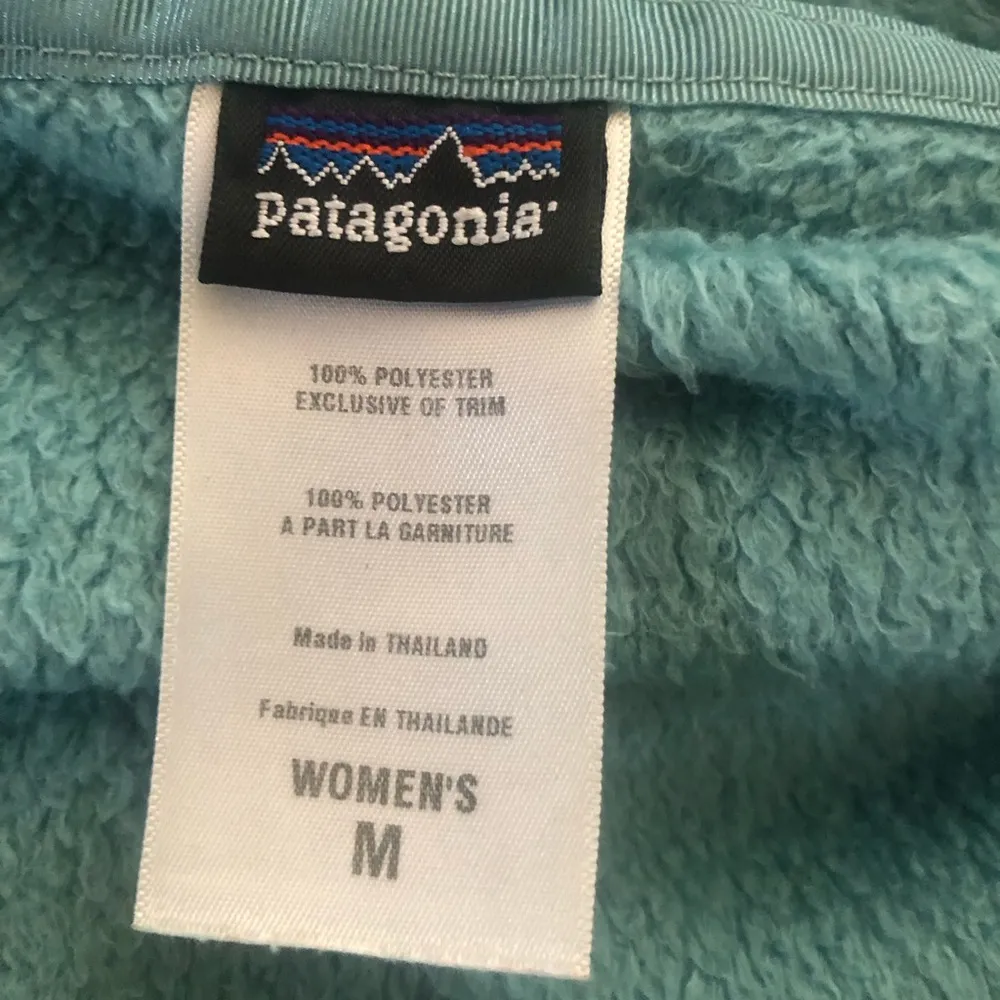 patagonia
100% POLYESTER
EXCLUSIVE OF TRIM
100% POLYESTER
A PART LA GARNITURE
Made in THAILAND
Fabrique EN THAILANDE
WOMEN'S
M